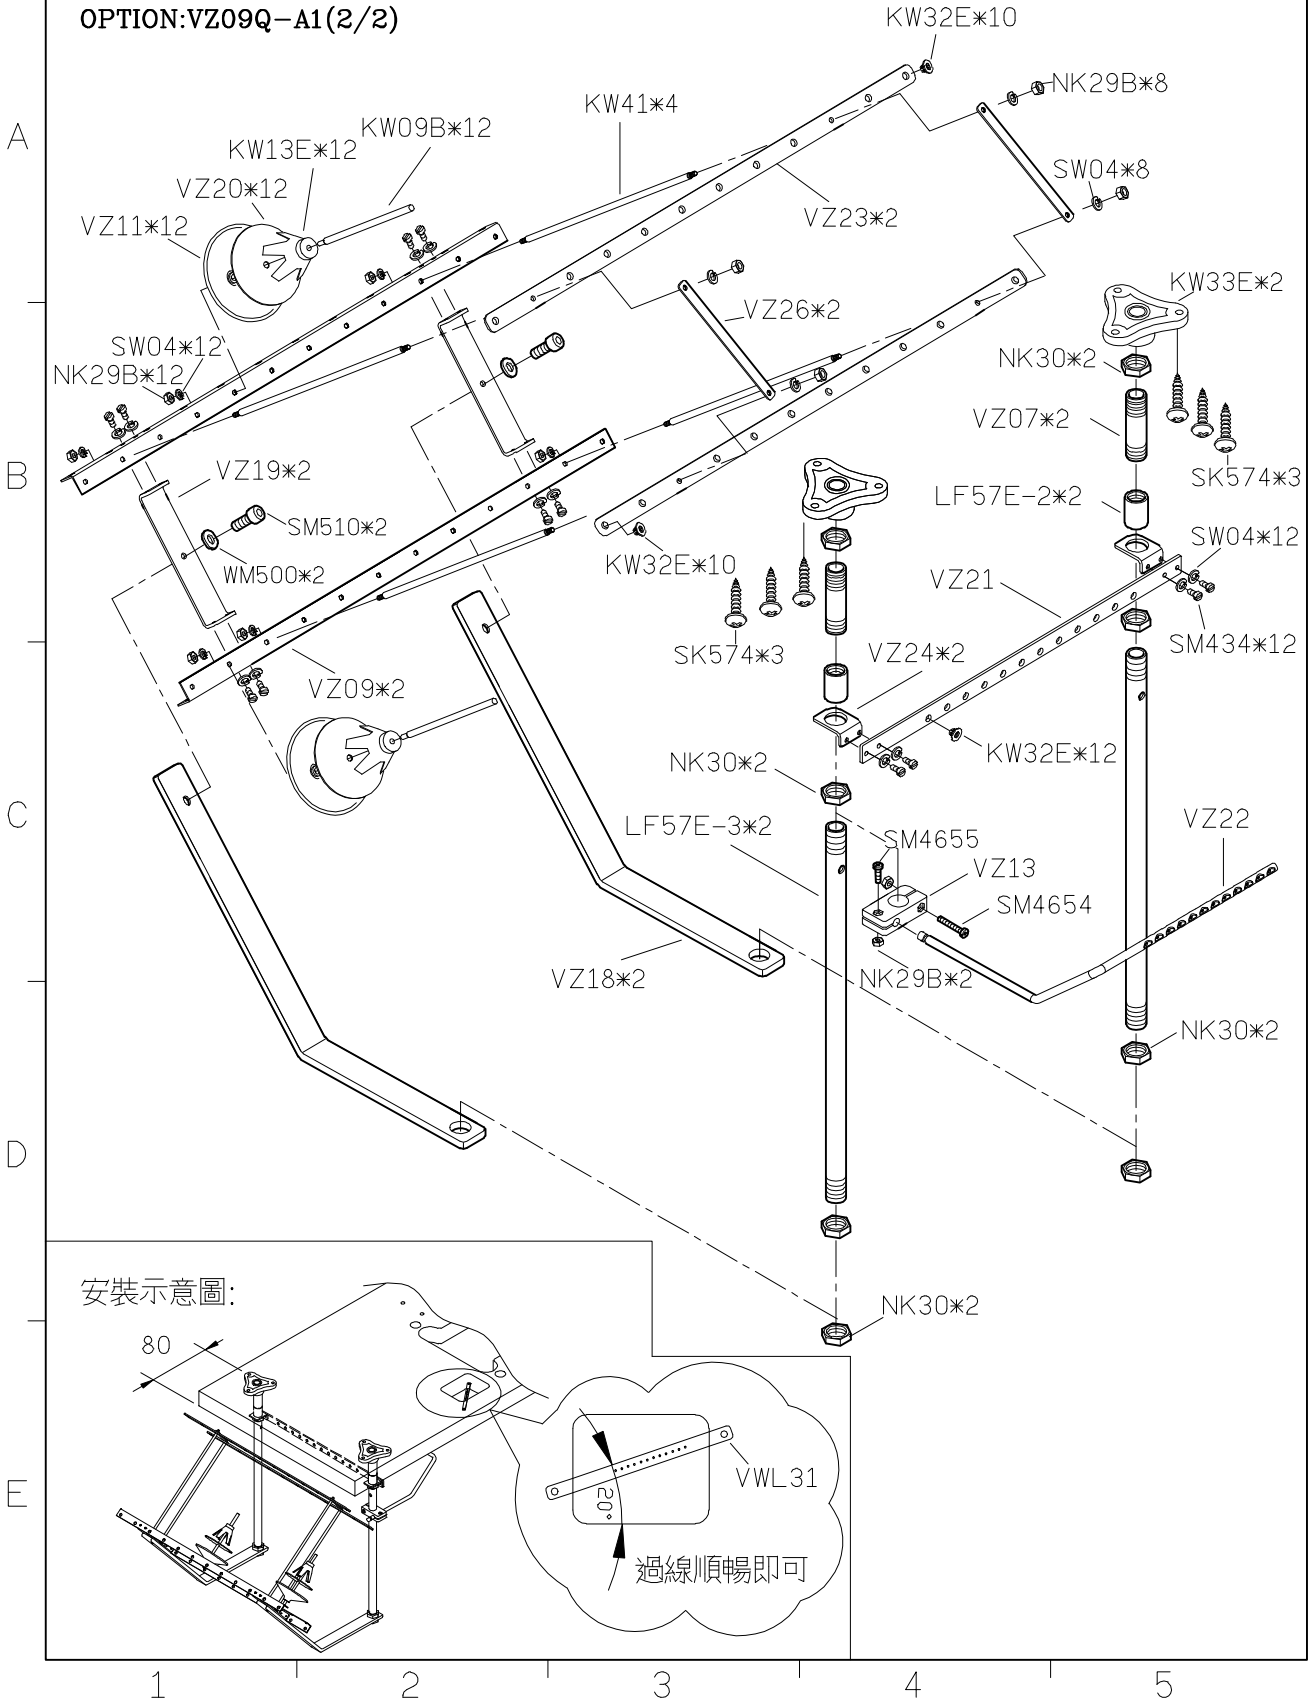 OPTION:VZ09Q-A1(2/2)
KW32E*10
NK29B*8
KW41*4
KW09B*12
KW13E*12
VZ20*12
VZ11*12
SW04*8
VZ23*2
KW33E*2
VZ26*2
SW04*12
NK29B*12
NK30*2
VZ07*2
VZ19*2
SK574*3
LF57E-2*2
SM510*2
WM500*2
SW04*12
KW32E*10
VZ21
SM434*12
SK574*3
VZ24*2
VZ09*2
KW32E*12
NK30*2
LF57E-3*2
SM4655
VZ22
VZ13
SM4654
VZ18*2
NK29B*2
NK30*2
NK30*2
安裝示意圖:
80
VWL31
20°
過線順暢即可
A
B
C
D
E
1
2
3
4
5